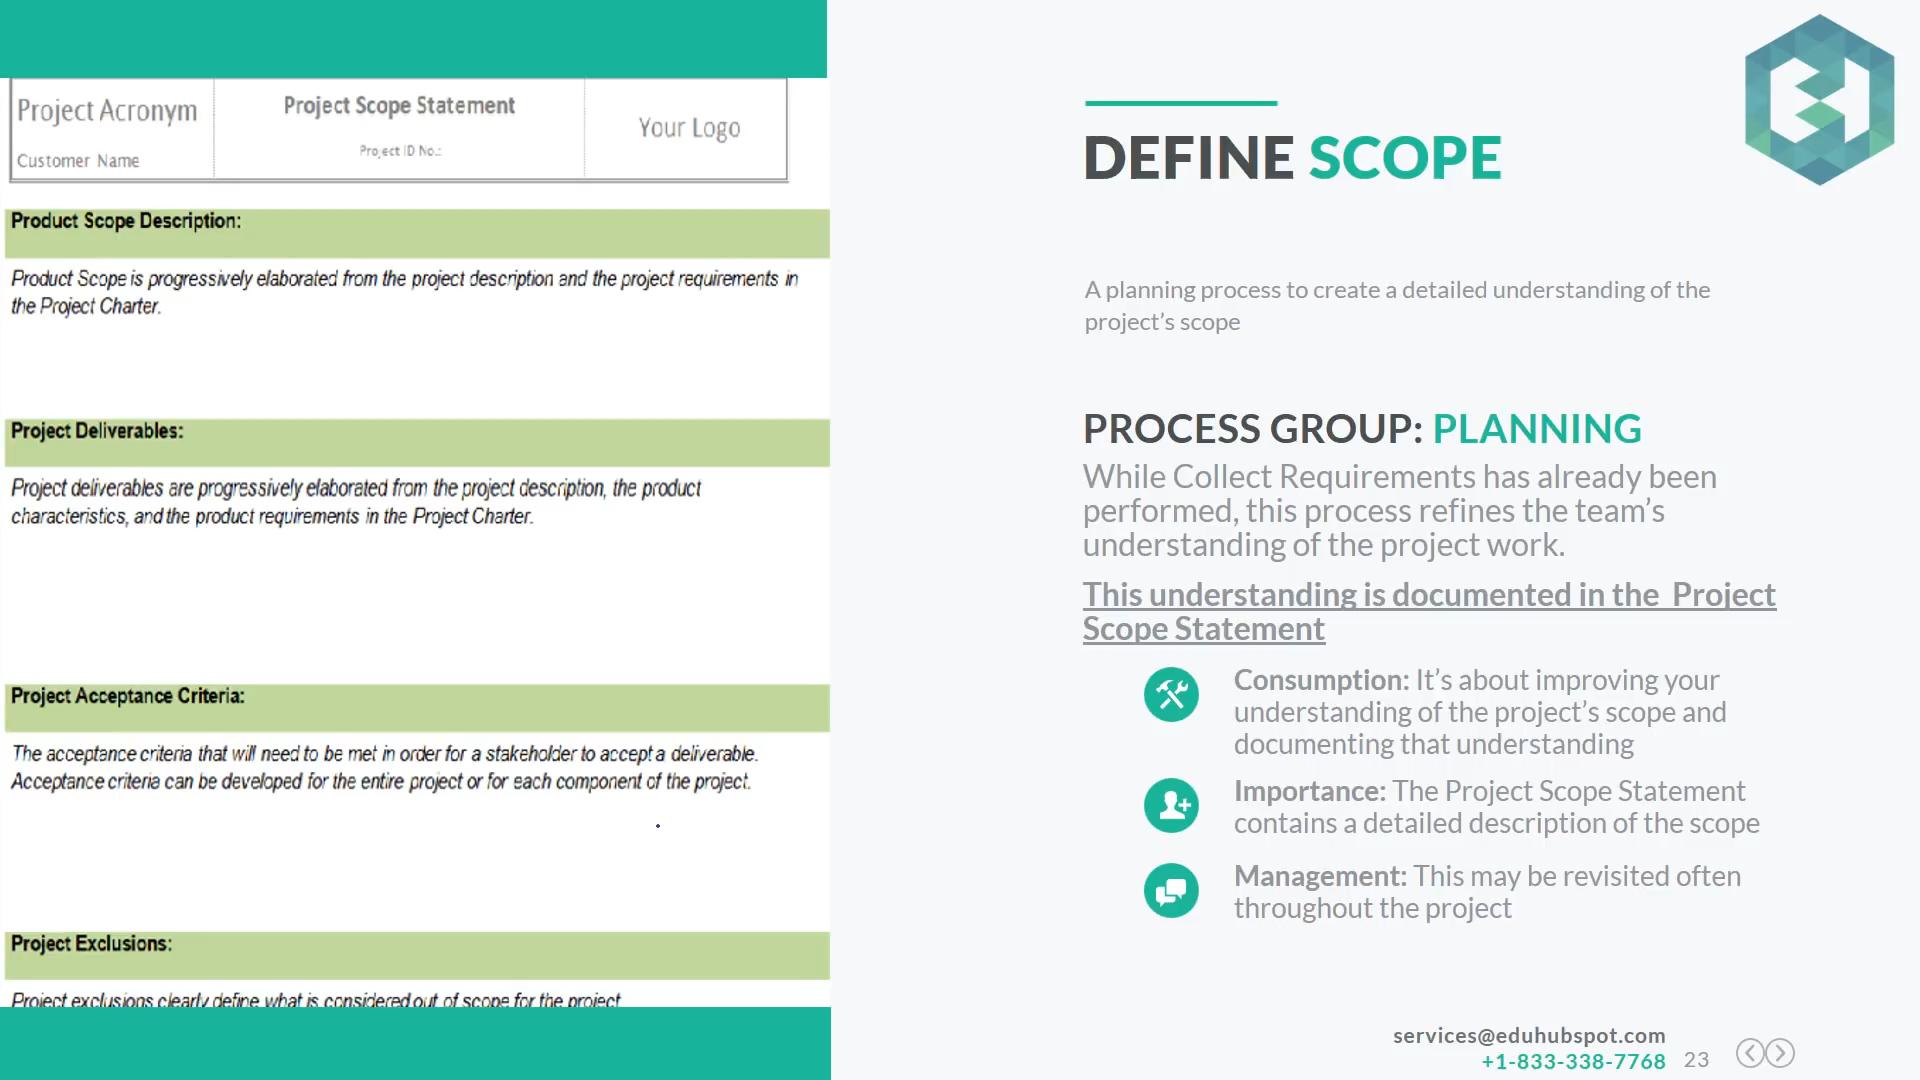 Project Acronym
Customer Name
Project Scope Statement
Project ID No.:
Your Logo
Product Scope Description:
Product Scope is progressively elaborated from the project description and the project requirements in
the Project Charter.
Project Deliverables:
Project deliverables are progressively elaborated from the project description, the product
characteristics, and the product requirements in the Project Charter.
Project Acceptance Criteria:
The acceptance criteria that will need to be met in order for a stakeholder to accept a deliverable.
Acceptance criteria can be developed for the entire project or for each component of the project.
Project Exclusions:
Project exclusions clearly define what is considered out of scope for the project
DEFINE SCOPE
A planning process to create a detailed understanding of the
project’s scope
PROCESS GROUP: PLANNING
While Collect Requirements has already been
performed, this process refines the team’s
understanding of the project work.
This understanding is documented in the Project
Scope Statement
Consumption: It’s about improving your
understanding of the project’s scope and
documenting that understanding
Importance: The Project Scope Statement
contains a detailed description of the scope
Management: This may be revisited often
throughout the project
services@eduhubspot.com
+1-833-338-7768
23